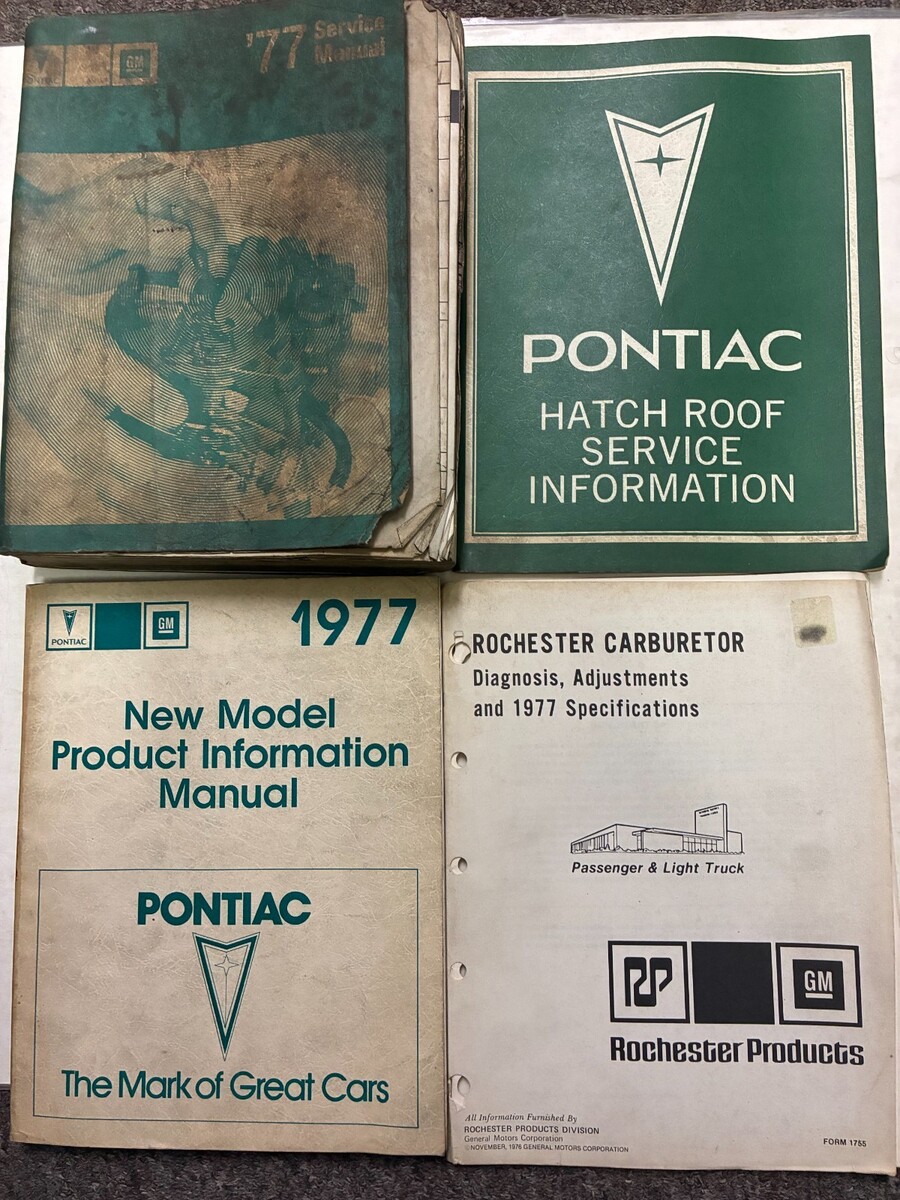 GM
'77 Service
Manual
PONTIAC
HATCH ROOF
SERVICE
INFORMATION
PONTIAC
GM
1977
New Model
Product Information
Manual
PONTIAC
The Mark of Great Cars
ROCHESTER CARBURETOR
Diagnosis, Adjustments
and 1977 Specifications
Passenger & Light Truck
RP
GM
Rochester Products
All Information Furnished By
ROCHESTER PRODUCTS DIVISION
General Motors Corporation
©NOVEMBER, 1976 GENERAL MOTORS CORPORATION
FORM 1755